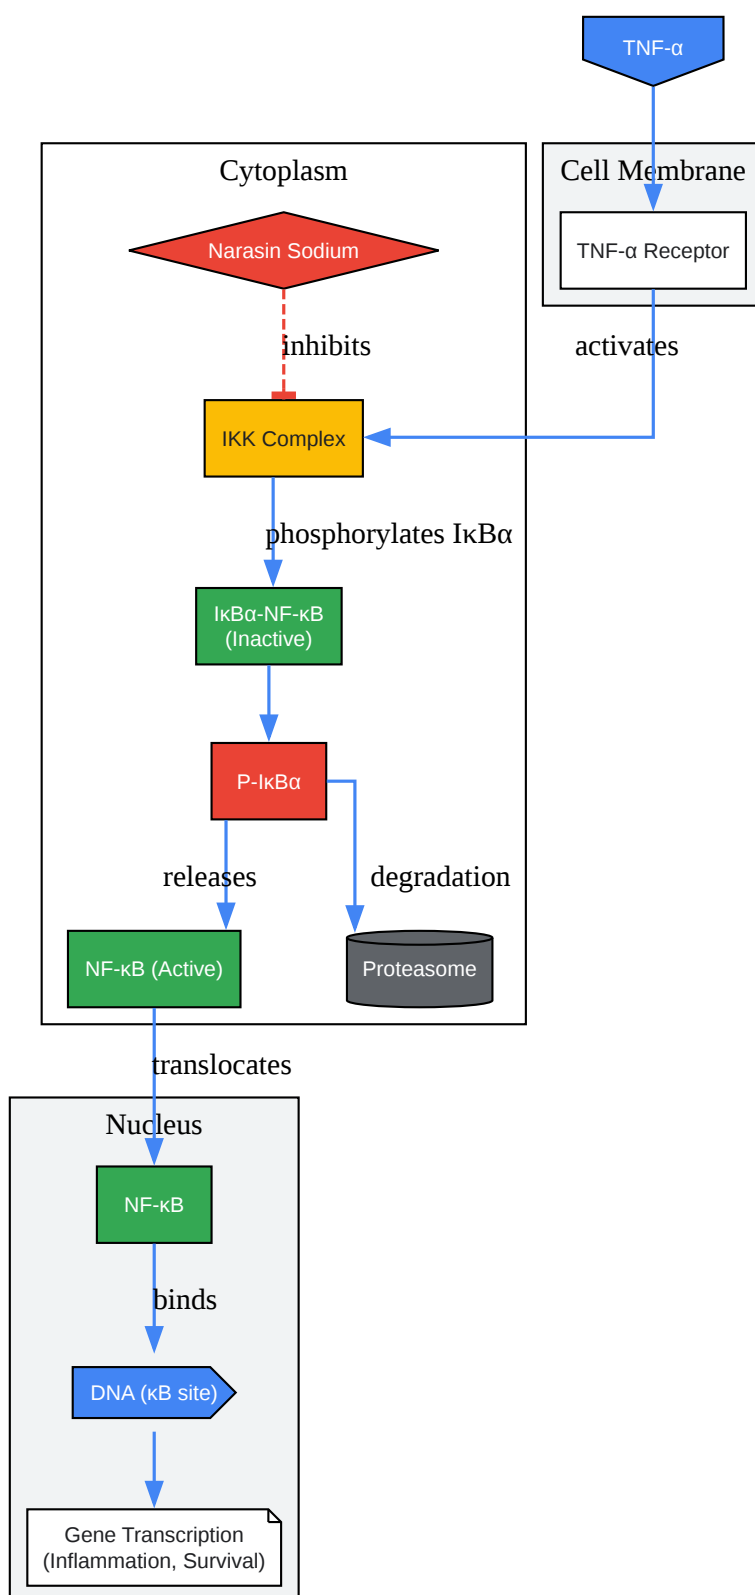 TNF-α
Cytoplasm
Cell Membrane
Narasin Sodium
TNF-α Receptor
inhibits
activates
IKK Complex
phosphorylates IκBα
IκBα-NF-κB
(Inactive)
P-IκBα
releases
degradation
NF-κB (Active)
Proteasome
translocates
Nucleus
NF-κB
binds
DNA (κB site)
Gene Transcription
(Inflammation, Survival)